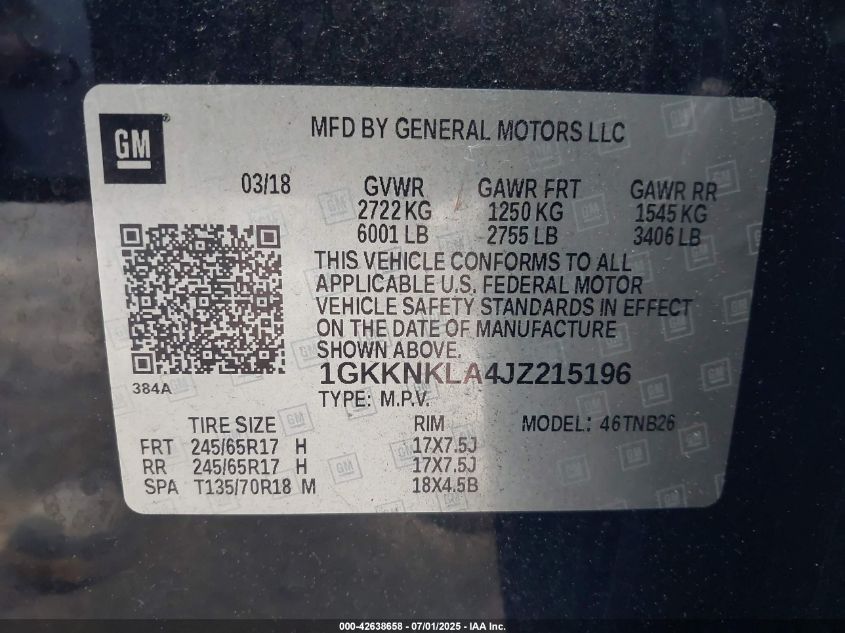 GM
MFD BY GENERAL MOTORS LLC
03/18 GVWR GAWR FRT GAWR RR
2722 KG 1250 KG 1545 KG
6001 LB 2755 LB 3406 LB
THIS VEHICLE CONFORMS TO ALL
APPLICABLE U.S. FEDERAL MOTOR
VEHICLE SAFETY STANDARDS IN EFFECT
ON THE DATE OF MANUFACTURE
SHOWN ABOVE.
384A
1GKKNKLA4JZ215196
TYPE: M.P.V.
TIRE SIZE RIM MODEL: 46TNB26
FRT 245/65R17 H 17X7.5J
RR 245/65R17 H 17X7.5J
SPA T135/70R18 M 18X4.5B
000-42638658 - 07/01/2025 - IAA Inc.